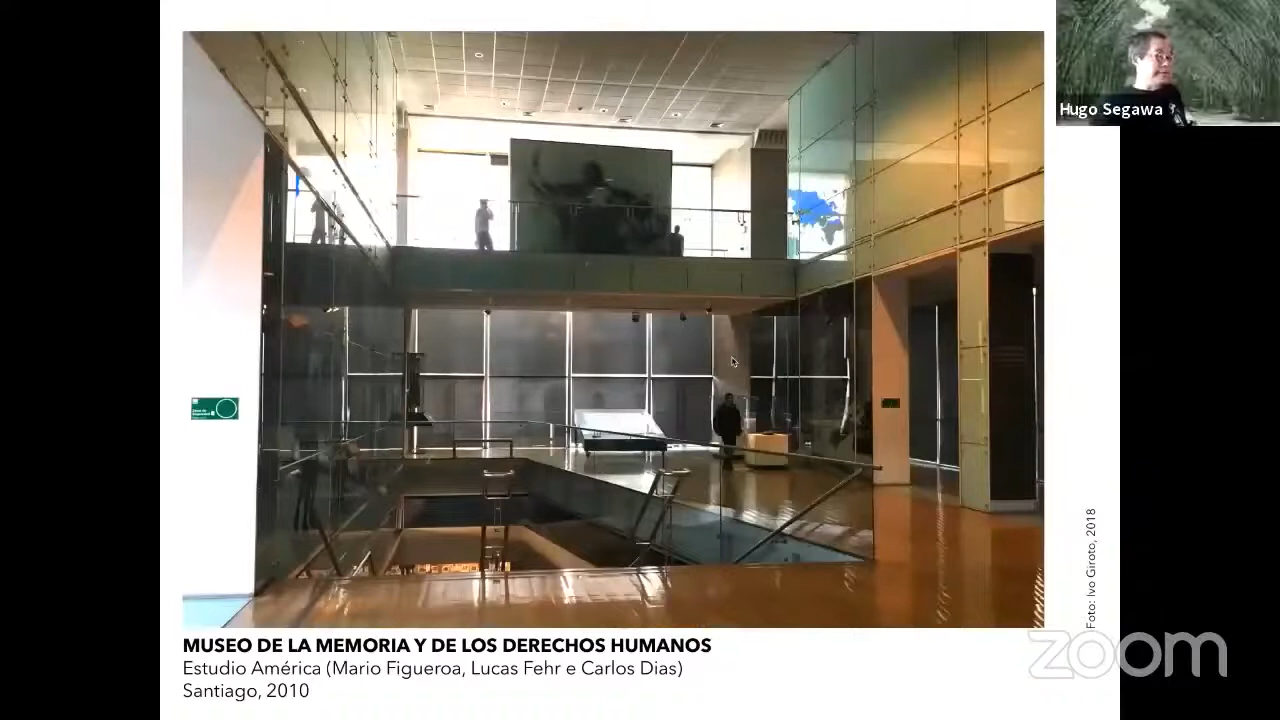 Hugo Segawa
Foto: Ivo Giroto, 2018
MUSEO DE LA MEMORIA Y DE LOS DERECHOS HUMANOS
Estudio América (Mario Figueroa, Lucas Fehr e Carlos Dias)
Santiago, 2010
zoom